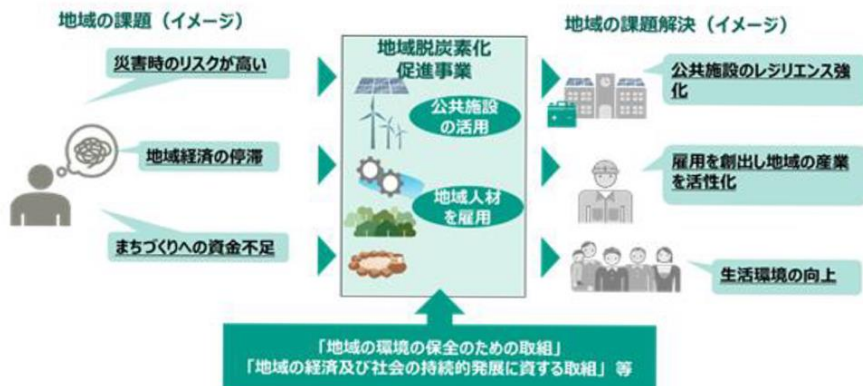 地域の課題（イメージ）
災害時のリスクが高い
地域経済の停滞
まちづくりへの資金不足
地域脱炭素化
促進事業
公共施設
の活用
地域人材
を雇用
地域の課題解決（イメージ）
公共施設のレジリエンス強
化
雇用を創出し地域の産業
を活性化
生活環境の向上
「地域の環境の保全のための取組」
「地域の経済及び社会の持続的発展に資する取組」等